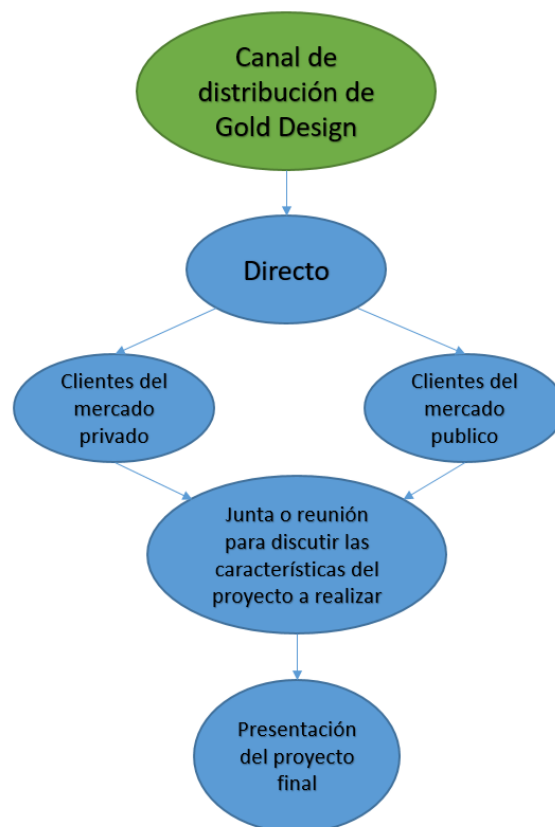 Canal de
distribución de
Gold Design
Directo
Clientes del
mercado
privado
Clientes del
mercado
publico
Junta o reunión
para discutir las
características del
proyecto a realizar
Presentación
del proyecto
final